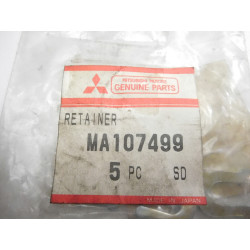 MITSUBISHI MOTORS
GENUINE PARTS
RETAINER
MA107499
5 PC SD
MADE IN JAPAN